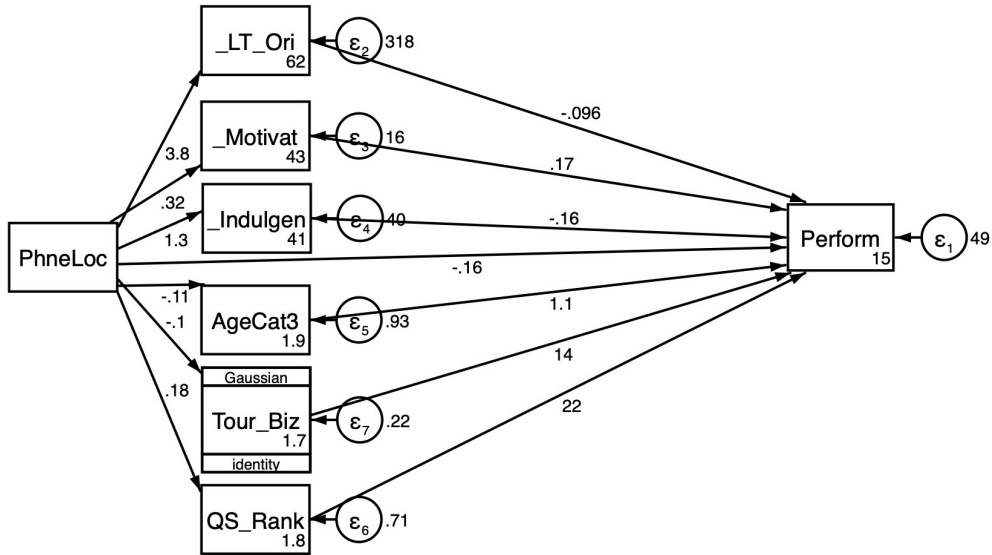 _LT_Ori
62
ε2
318
-.096
3.8
_Motivat
43
ε3
16
.17
.32
_Indulgen
41
ε4
40
-.16
1.3
PhneLoc
Perform
15
ε1
49
-.16
-.11
AgeCat3
1.9
ε5
.93
1.1
-.1
Gaussian
Tour_Biz
1.7
identity
ε7
.22
14
.18
QS_Rank
1.8
ε6
.71
22